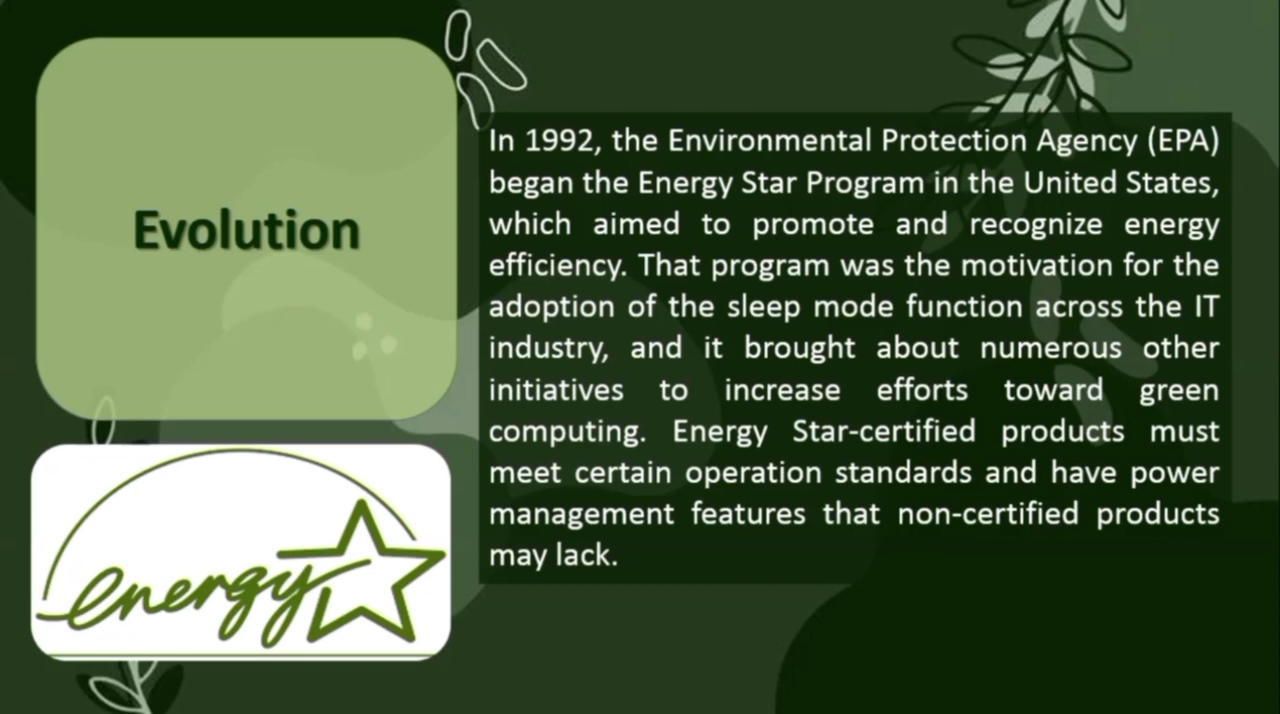 Evolution
In 1992, the Environmental Protection Agency (EPA)
began the Energy Star Program in the United States,
which aimed to promote and recognize energy
efficiency. That program was the motivation for the
adoption of the sleep mode function across the IT
industry, and it brought about numerous other
initiatives to increase efforts toward green
computing. Energy Star-certified products must
meet certain operation standards and have power
management features that non-certified products
may lack.
energy